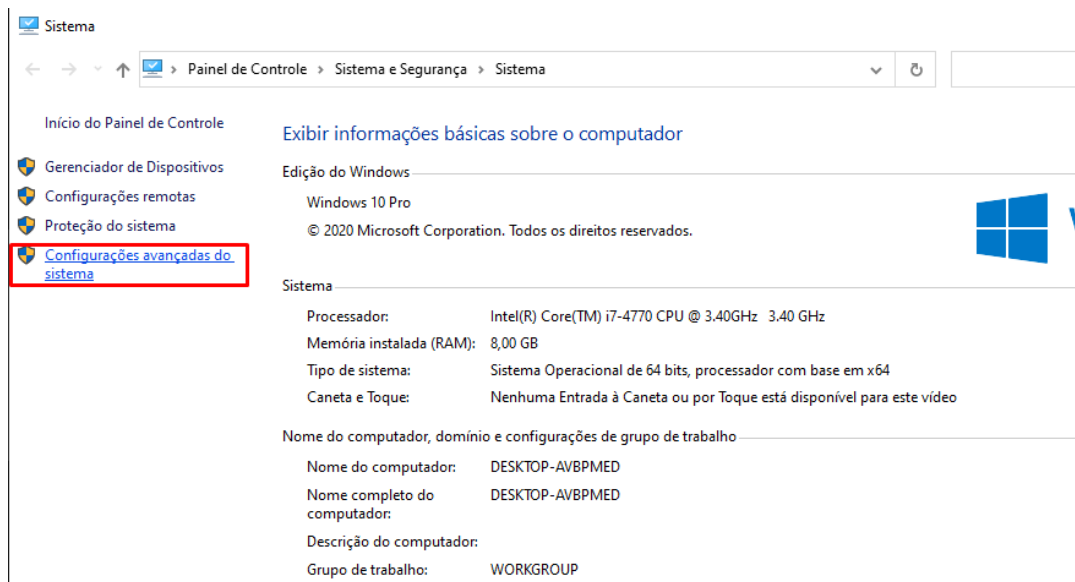 Sistema
Painel de Controle > Sistema e Segurança > Sistema
Início do Painel de Controle
Gerenciador de Dispositivos
Configurações remotas
Proteção do sistema
Configurações avançadas do
sistema
Exibir informações básicas sobre o computador
Edição do Windows
Windows 10 Pro
© 2020 Microsoft Corporation. Todos os direitos reservados.
Sistema
Processador: Intel(R) Core(TM) i7-4770 CPU @ 3.40GHz 3.40 GHz
Memória instalada (RAM): 8,00 GB
Tipo de sistema: Sistema Operacional de 64 bits, processador com base em x64
Caneta e Toque: Nenhuma Entrada à Caneta ou por Toque está disponível para este vídeo
Nome do computador, domínio e configurações de grupo de trabalho
Nome do computador: DESKTOP-AVBPMED
Nome completo do DESKTOP-AVBPMED
computador:
Descrição do computador:
Grupo de trabalho: WORKGROUP